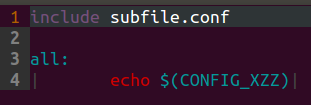 1 include subfile.conf
2
3 all:
4 |       echo $(CONFIG_XZZ)|